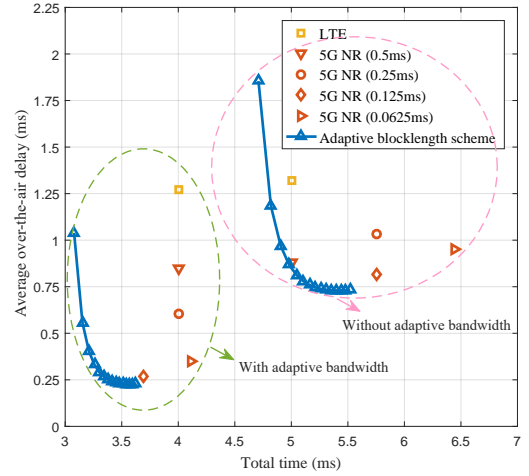 2.25
2
1.75
1.5
1.25
1
0.75
0.5
0.25
0
3
3.5
4
4.5
5
5.5
6
6.5
7
Average over-the-air delay (ms)
Total time (ms)
LTE
5G NR (0.5ms)
5G NR (0.25ms)
5G NR (0.125ms)
5G NR (0.0625ms)
Adaptive blocklength scheme
Without adaptive bandwidth
With adaptive bandwidth